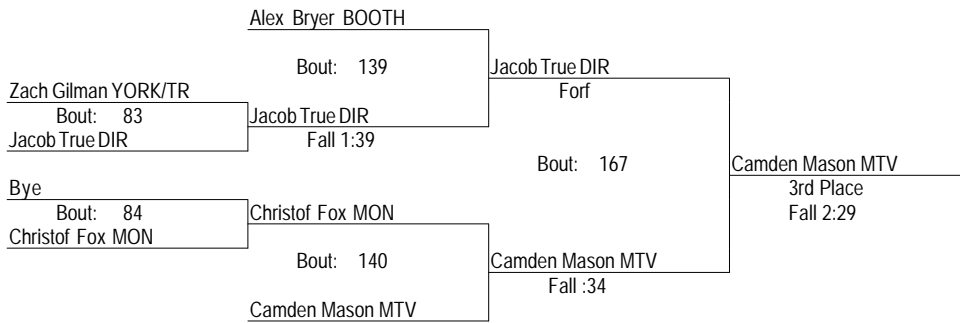 Alex Bryer BOOTH
Bout: 139
Jacob True DIR
Zach Gilman YORK/TR
Forf
Bout: 83
Jacob True DIR
Jacob True DIR
Fall 1:39
Bout: 167
Camden Mason MTV
Bye
3rd Place
Bout: 84
Christof Fox MON
Fall 2:29
Christof Fox MON
Bout: 140
Camden Mason MTV
Fall :34
Camden Mason MTV